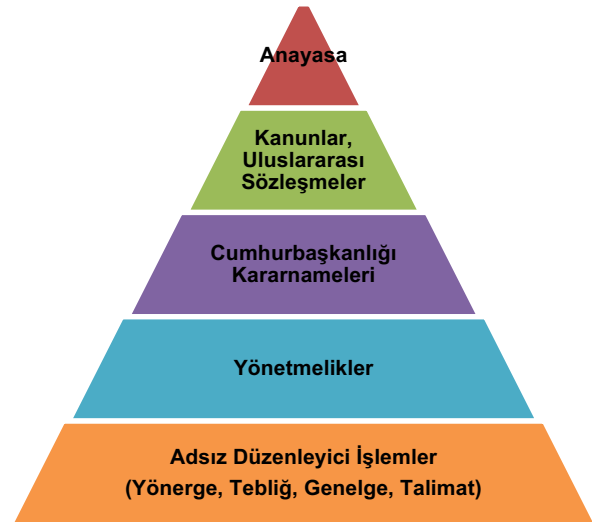 Anayasa
Kanunlar,
Uluslararası
Sözleşmeler
Cumhurbaşkanlığı
Kararnameleri
Yönetmelikler
Adsız Düzenleyici İşlemler
(Yönerge, Tebliğ, Genelge, Talimat)